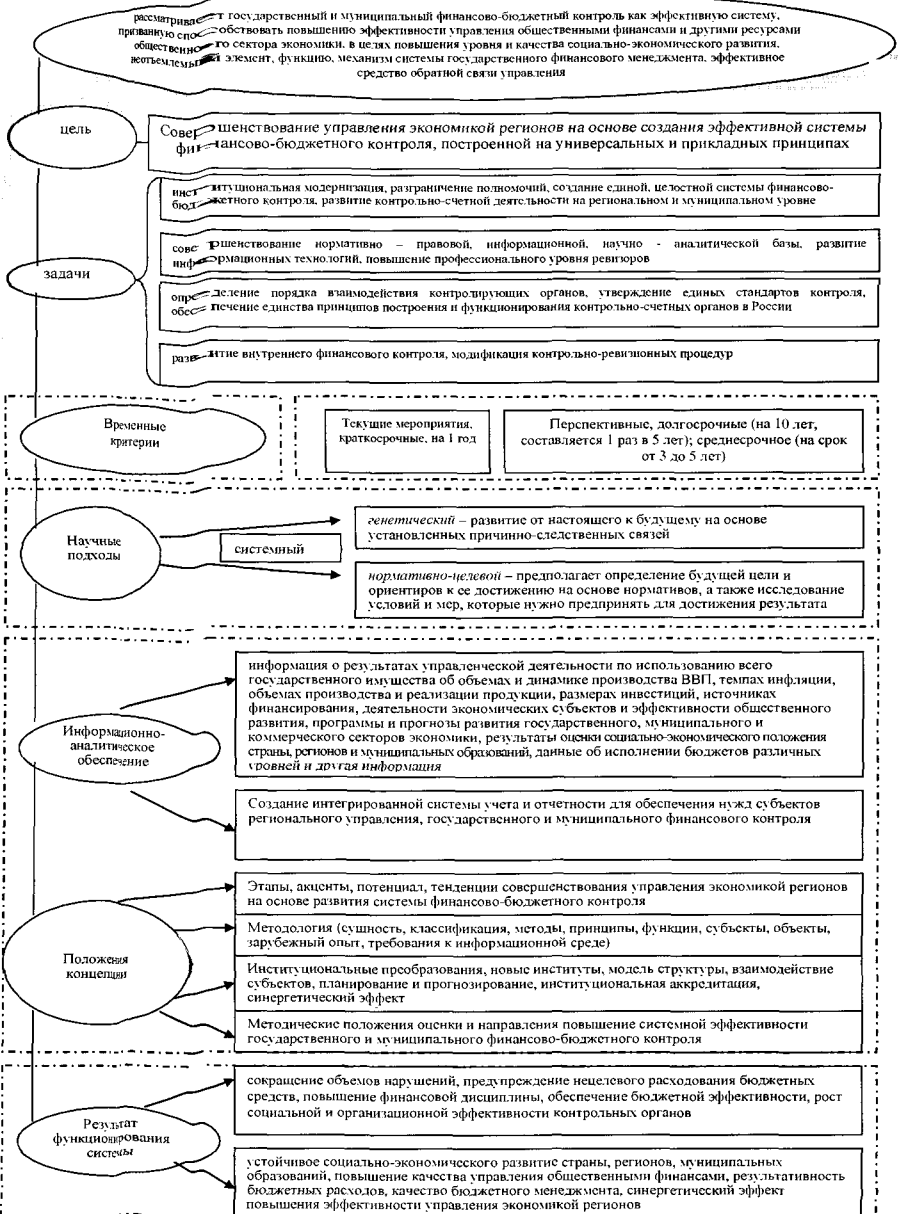 рассматривает государственный и муниципальный финансово-бюджетный контроль как эффективную систему,
призванную способствовать повышению эффективности управления общественными финансами и другими ресурсами
общественного сектора экономики, в целях повышения уровня и качества социально-экономического развития,
неотъемлемый элемент, функцию, механизм системы государственного финансового менеджмента, эффективное
средство обратной связи управления
цель
Совершенствование управления экономикой регионов на основе создания эффективной системы
финансово-бюджетного контроля, построенной на универсальных и прикладных принципах
задачи
институциональная модернизация, разграничение полномочий, создание единой, целостной системы финансово-
бюджетного контроля, развитие контрольно-счетной деятельности на региональном и муниципальном уровне
совершенствование нормативно – правовой, информационной, научно - аналитической базы, развитие
информационных технологий, повышение профессионального уровня ревизоров
определение порядка взаимодействия контролирующих органов, утверждение единых стандартов контроля,
обеспечение единства принципов построения и функционирования контрольно-счетных органов в России
развитие внутреннего финансового контроля, модификация контрольно-ревизионных процедур
Временные
критерии
Текущие мероприятия,
краткосрочные, на 1 год
Перспективные, долгосрочные (на 10 лет,
составляется 1 раз в 5 лет); среднесрочное (на срок
от 3 до 5 лет)
Научные
подходы
системный
генетический – развитие от настоящего к будущему на основе
установленных причинно-следственных связей
нормативно-целевой – предполагает определение будущей цели и
ориентиров к ее достижению на основе нормативов, а также исследование
условий и мер, которые нужно предпринять для достижения результата
Информационно-
аналитическое
обеспечение
информация о результатах управленческой деятельности по использованию всего
государственного имущества об объемах и динамике производства ВВП, темпах инфляции,
объемах производства и реализации продукции, размерах инвестиций, источниках
финансирования, деятельности экономических субъектов и эффективности общественного
развития, программы и прогнозы развития государственного, муниципального и
коммерческого секторов экономики, результаты оценки социально-экономического положения
страны, регионов и муниципальных образований, данные об исполнении бюджетов различных
уровней и другая информация
Создание интегрированной системы учета и отчетности для обеспечения нужд субъектов
регионального управления, государственного и муниципального финансового контроля
Положения
концепции
Этапы, акценты, потенциал, тенденции совершенствования управления экономикой регионов
на основе развития системы финансово-бюджетного контроля
Методология (сущность, классификация, методы, принципы, функции, субъекты, объекты,
зарубежный опыт, требования к информационной среде)
Институциональные преобразования, новые институты, модель структуры, взаимодействие
субъектов, планирование и прогнозирование, институциональная аккредитация,
синергетический эффект
Методические положения оценки и направления повышение системной эффективности
государственного и муниципального финансово-бюджетного контроля
Результат
функционирования
системы
сокращение объемов нарушений, предупреждение нецелевого расходования бюджетных
средств, повышение финансовой дисциплины, обеспечение бюджетной эффективности, рост
социальной и организационной эффективности контрольных органов
устойчивое социально-экономического развитие страны, регионов, муниципальных
образований, повышение качества управления общественными финансами, результативность
бюджетных расходов, качество бюджетного менеджмента, синергетический эффект
повышения эффективности управления экономикой регионов